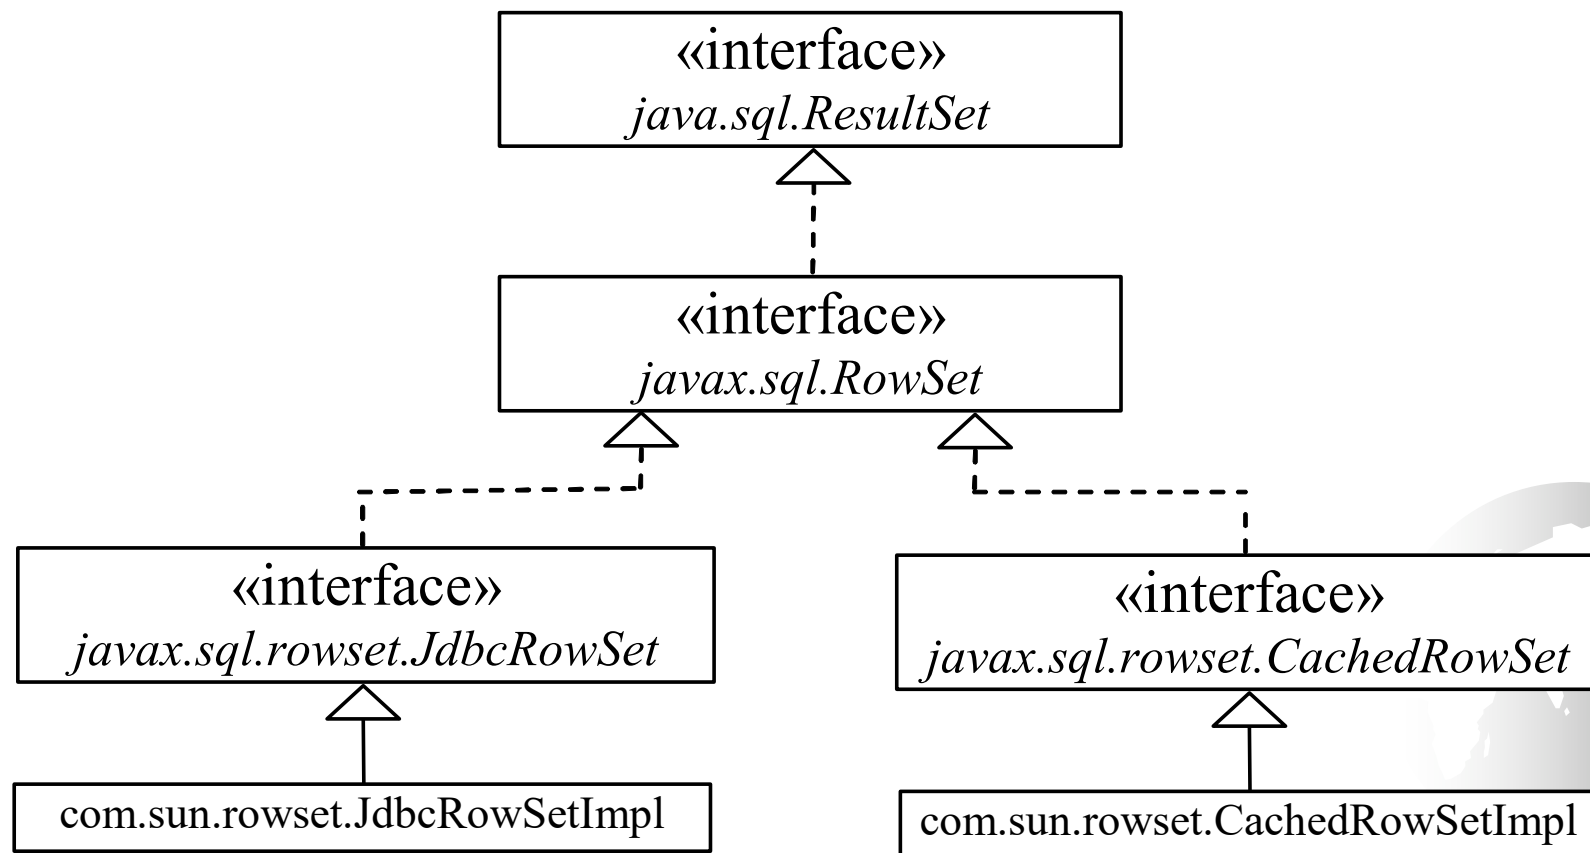 «interface»
java.sql.ResultSet
«interface»
javax.sql.RowSet
«interface»
javax.sql.rowset.JdbcRowSet
«interface»
javax.sql.rowset.CachedRowSet
com.sun.rowset.JdbcRowSetImpl
com.sun.rowset.CachedRowSetImpl